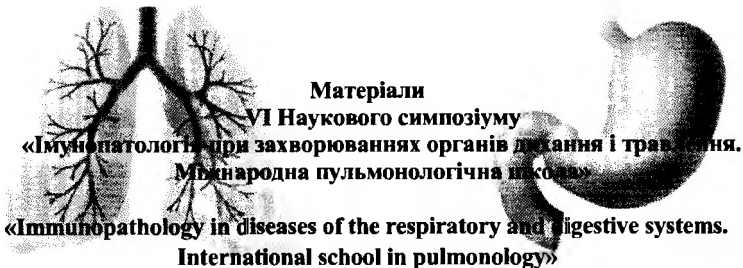 Матеріали
VI Наукового симпозіуму
«Імунопатологія при захворюваннях органів дихання і травлення.
Міжнародна пульмонологічна школа»
«Immunopathology in diseases of the respiratory and digestive systems.
International school in pulmonology»